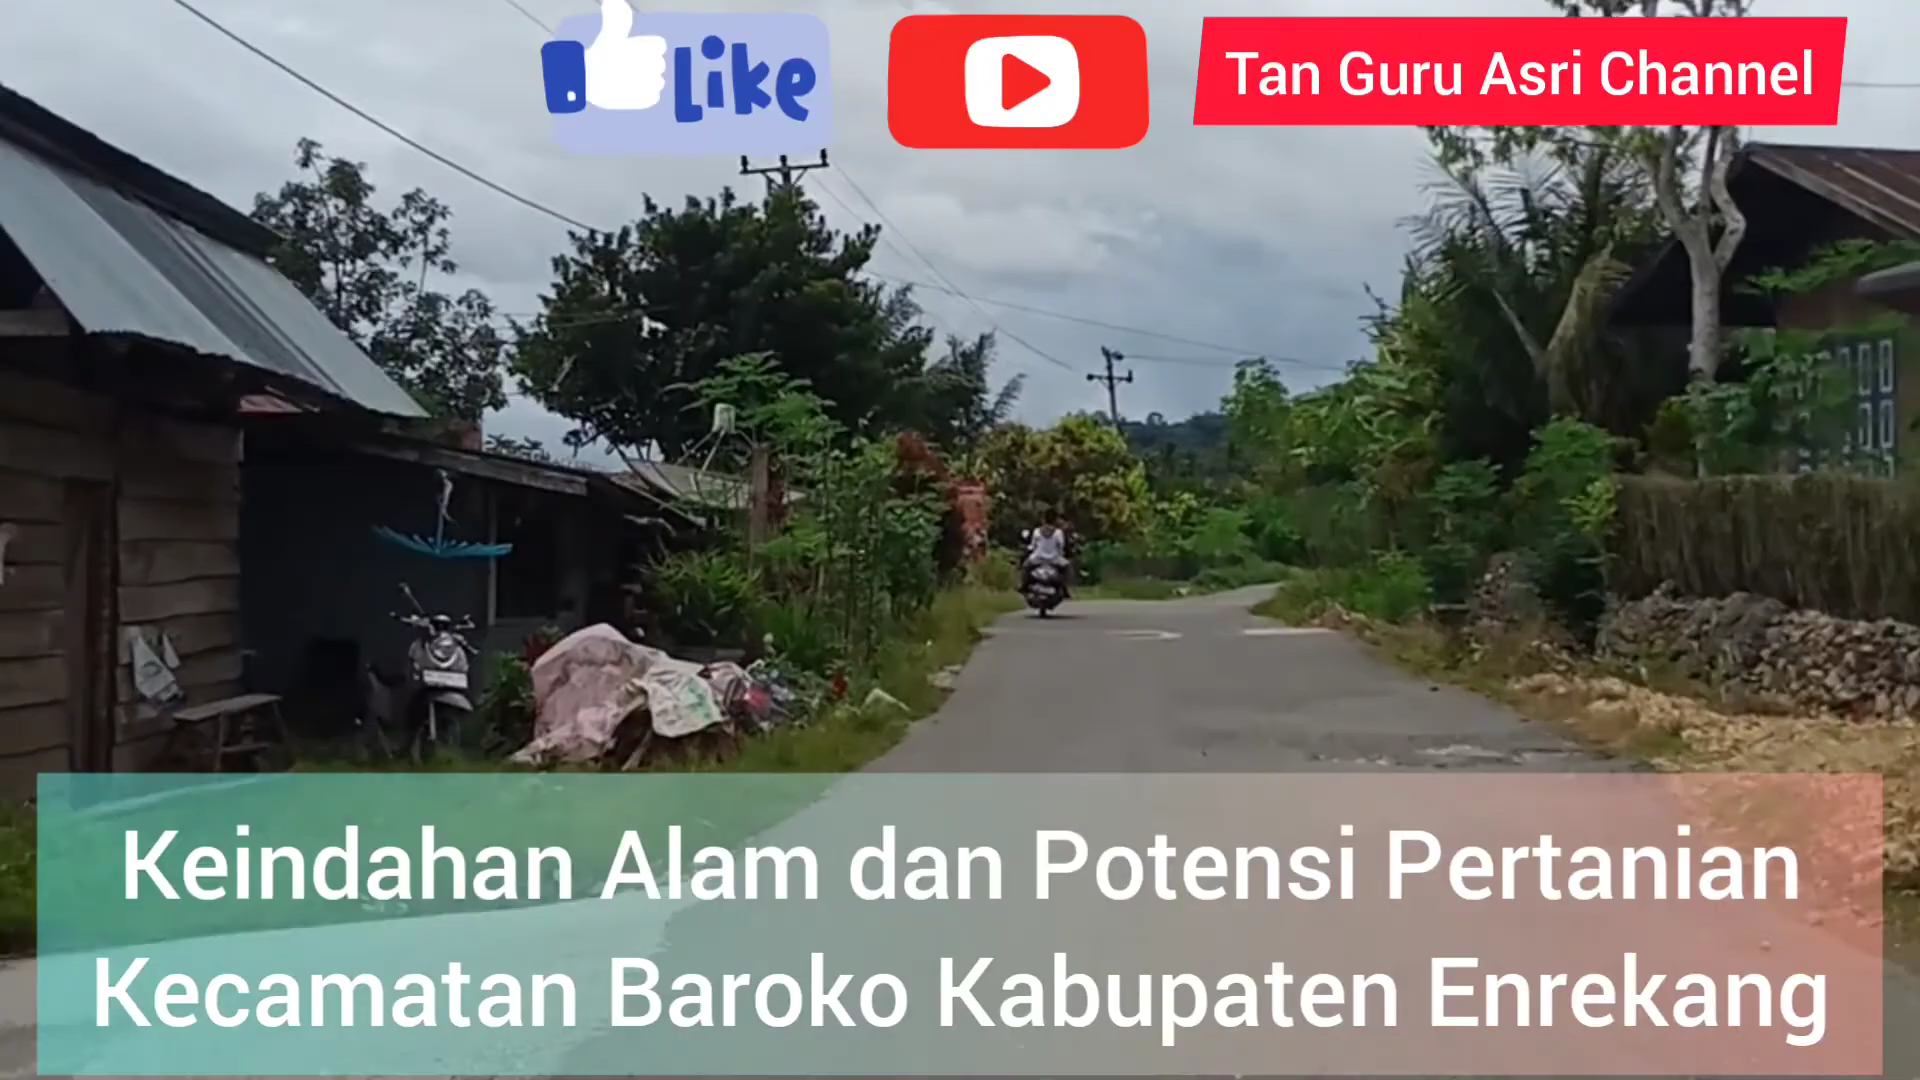 Like
Tan Guru Asri Channel
Keindahan Alam dan Potensi Pertanian
Kecamatan Baroko Kabupaten Enrekang